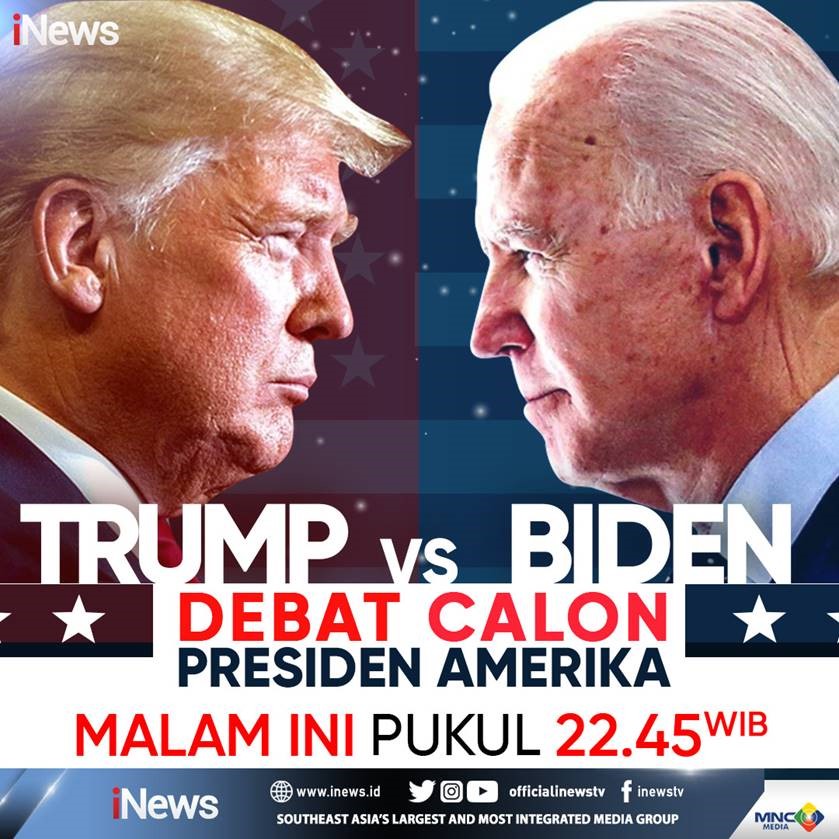 iNews
TRUMP vs BIDEN
DEBAT CALON
PRESIDEN AMERIKA
MALAM INI PUKUL 22.45 WIB
iNews
www.inews.id officialinewstv inewstv
SOUTHEAST ASIA'S LARGEST AND MOST INTEGRATED MEDIA GROUP
MNC
MEDIA